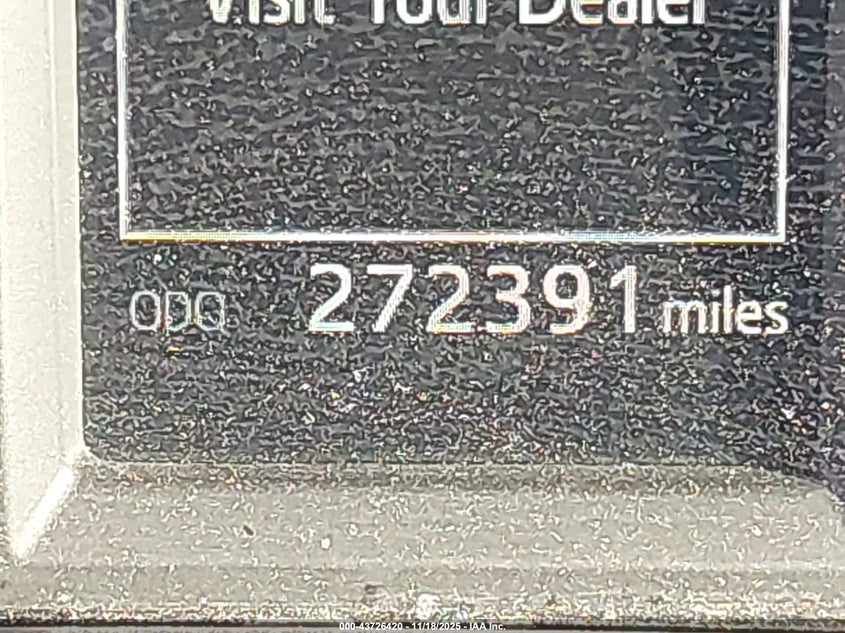 Visit Your Dealer
ODO 272391 miles
000-43726420 - 11/18/2025 - IAA Inc.